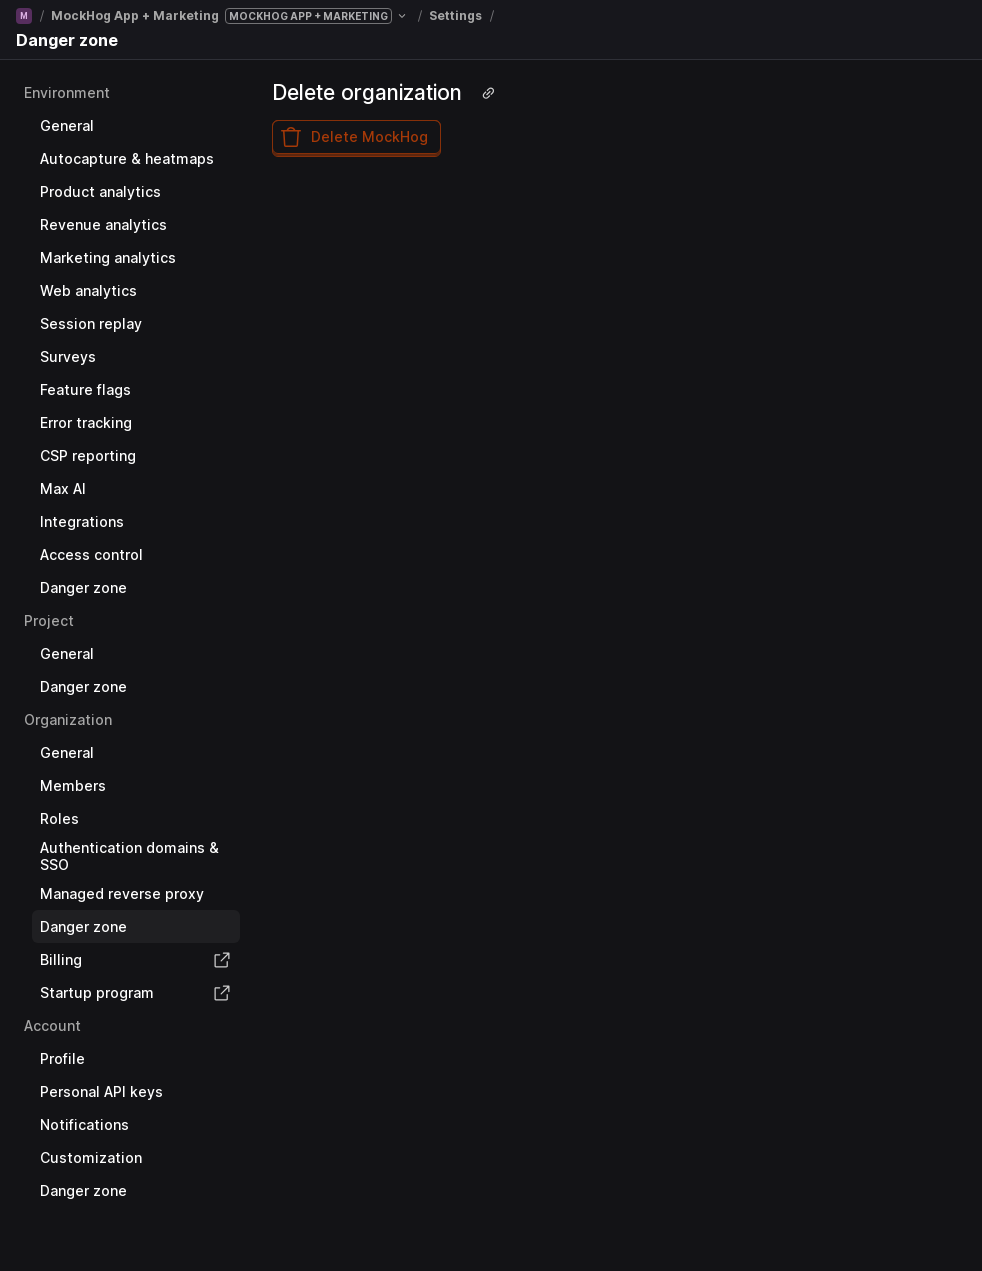 M / MockHog App + Marketing MOCKHOG APP + MARKETING / Settings /
Danger zone
Environment
General
Autocapture & heatmaps
Product analytics
Revenue analytics
Marketing analytics
Web analytics
Session replay
Surveys
Feature flags
Error tracking
CSP reporting
Max AI
Integrations
Access control
Danger zone
Project
General
Danger zone
Organization
General
Members
Roles
Authentication domains &
SSO
Managed reverse proxy
Danger zone
Billing
Startup program
Account
Profile
Personal API keys
Notifications
Customization
Danger zone
Delete organization
Delete MockHog